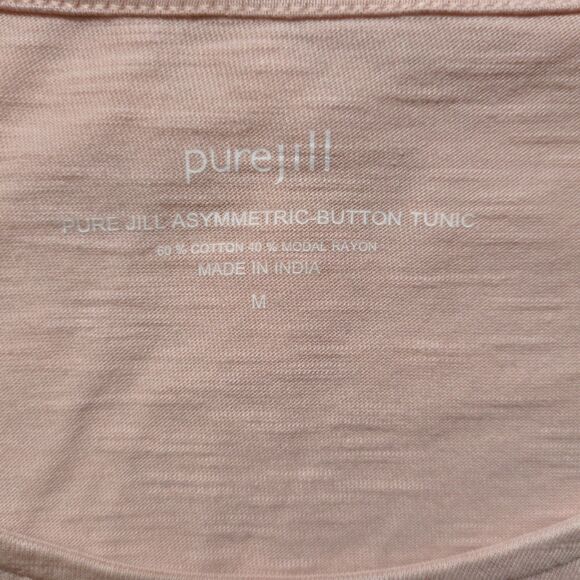 purejill
PURE JILL ASYMMETRIC-BUTTON TUNIC
60 % COTTON 40 % MODAL RAYON
MADE IN INDIA
M